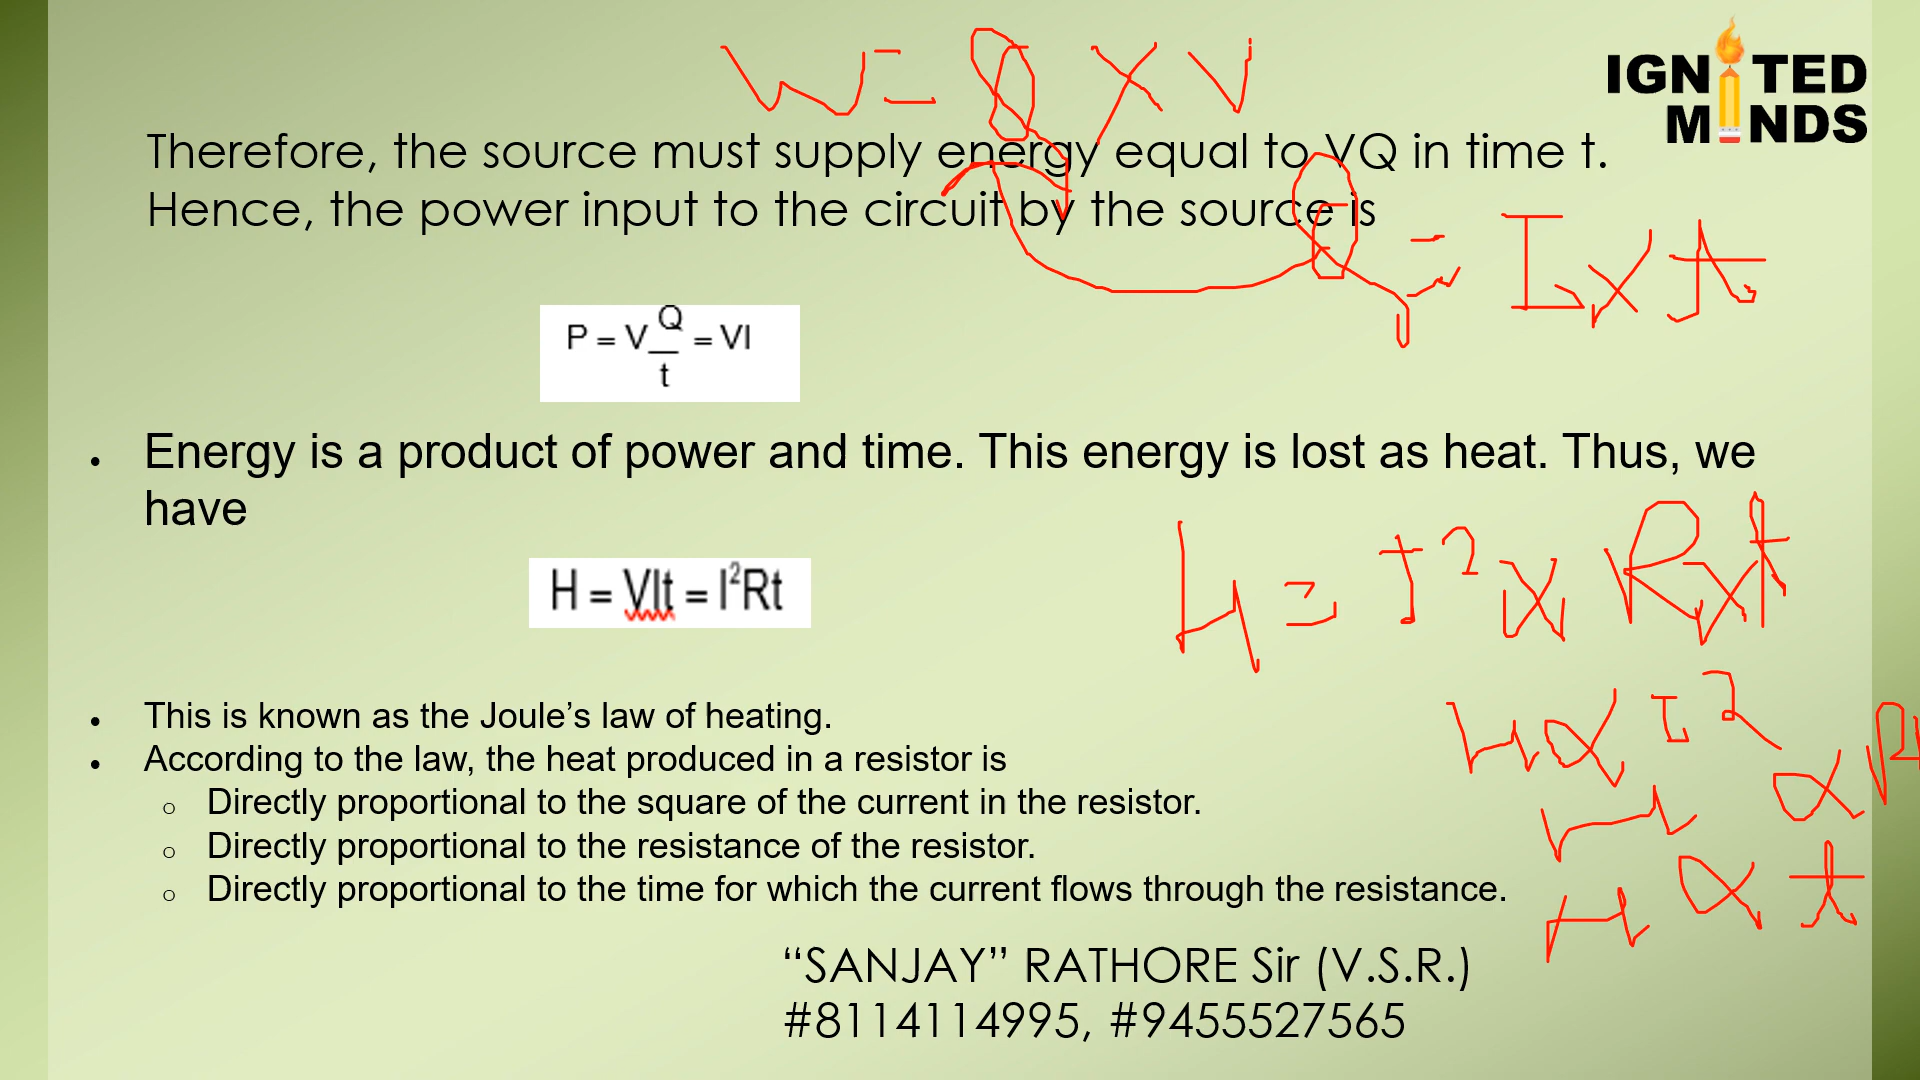 W = Q X V
IGNITED
MINDS
Therefore, the source must supply energy equal to VQ in time t.
Hence, the power input to the circuit by the source is
Q = I x t
P = V Q/t = VI
• Energy is a product of power and time. This energy is lost as heat. Thus, we
have
H = I² x R x t
H = VIt = I²Rt
• This is known as the Joule’s law of heating.
H α I²
• According to the law, the heat produced in a resistor is
○ Directly proportional to the square of the current in the resistor.
H α R
○ Directly proportional to the resistance of the resistor.
○ Directly proportional to the time for which the current flows through the resistance.
H α t
“SANJAY” RATHORE Sir (V.S.R.)
#8114114995, #9455527565